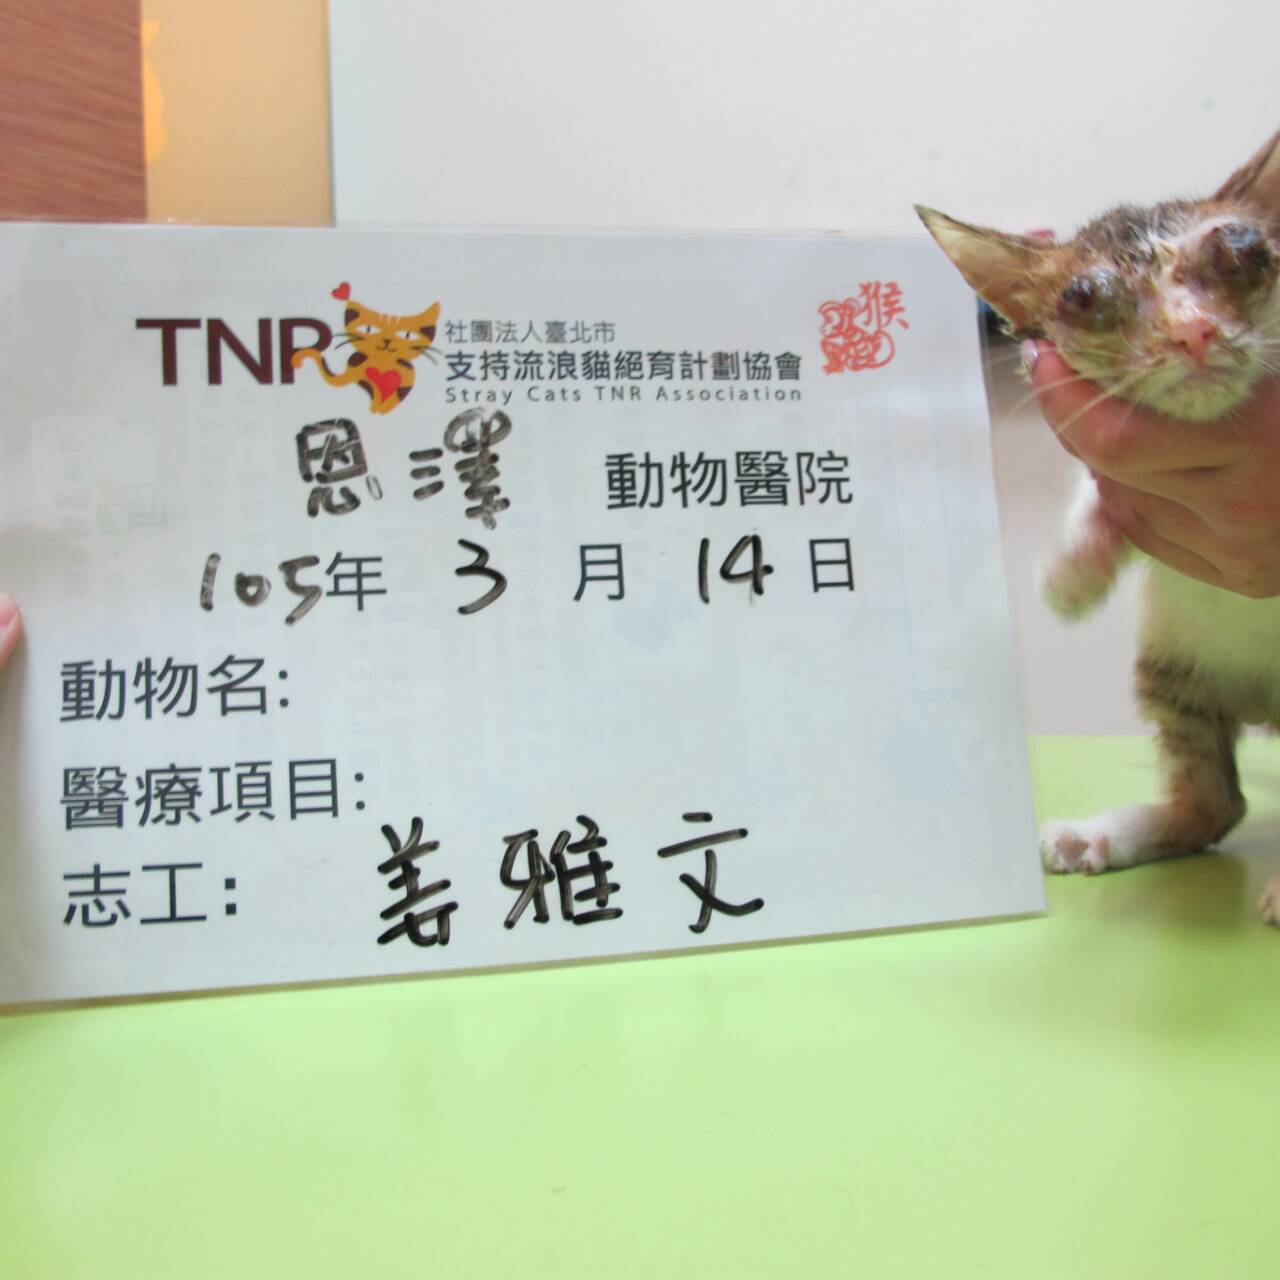 TNR
社團法人臺北市
支持流浪貓絕育計劃協會
Stray Cats TNR Association
猴
恩澤 動物醫院
105年 3 月 14 日
動物名:
醫療項目:
志工: 姜雅文